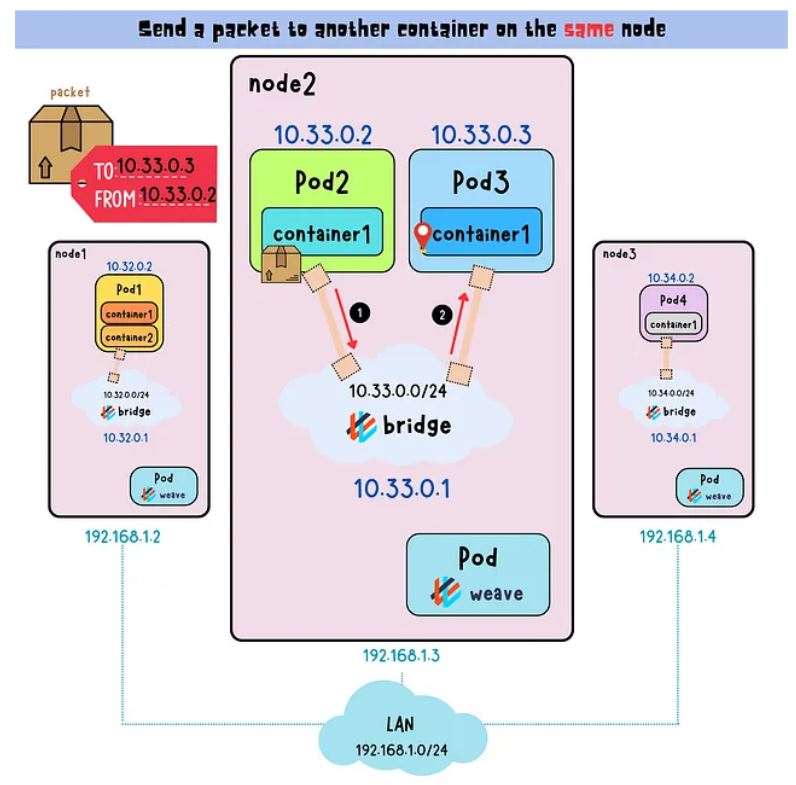 Send a packet to another container on the same node
packet
TO:10.33.0.3
FROM:10.33.0.2
node2
10.33.0.2
10.33.0.3
Pod2
Pod3
container1
container1
1
2
10.33.0.0/24
bridge
10.33.0.1
Pod
weave
192.168.1.3
node1
10.32.0.2
Pod1
container1
container2
10.32.0.0/24
bridge
10.32.0.1
Pod
weave
192.168.1.2
node3
10.34.0.2
Pod4
container1
10.34.0.0/24
bridge
10.34.0.1
Pod
weave
192.168.1.4
LAN
192.168.1.0/24